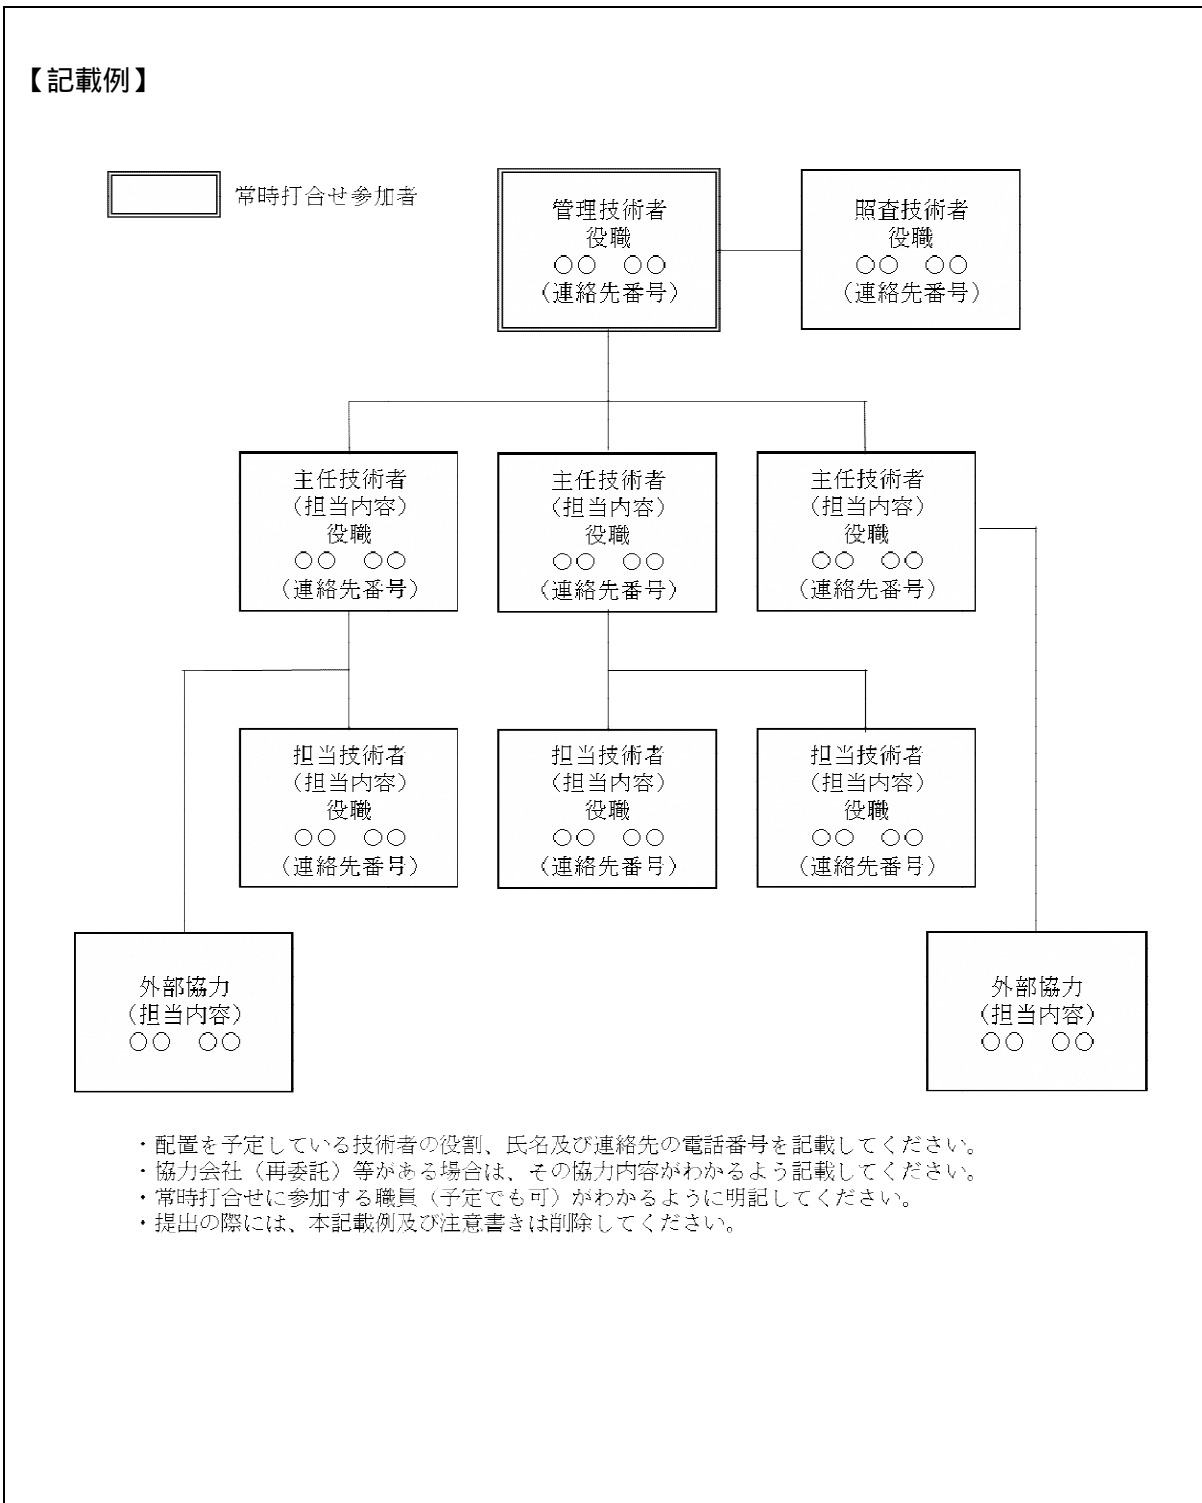 【記載例】
常時打合せ参加者
管理技術者
役職
○○　○○
（連絡先番号）
照査技術者
役職
○○　○○
（連絡先番号）
主任技術者
（担当内容）
役職
○○　○○
（連絡先番号）
主任技術者
（担当内容）
役職
○○　○○
（連絡先番号）
主任技術者
（担当内容）
役職
○○　○○
（連絡先番号）
担当技術者
（担当内容）
役職
○○　○○
（連絡先番号）
担当技術者
（担当内容）
役職
○○　○○
（連絡先番号）
担当技術者
（担当内容）
役職
○○　○○
（連絡先番号）
外部協力
（担当内容）
○○　○○
外部協力
（担当内容）
○○　○○
・配置を予定している技術者の役割、氏名及び連絡先の電話番号を記載してください。
・協力会社（再委託）等がある場合は、その協力内容がわかるよう記載してください。
・常時打合せに参加する職員（予定でも可）がわかるように明記してください。
・提出の際には、本記載例及び注意書きは削除してください。